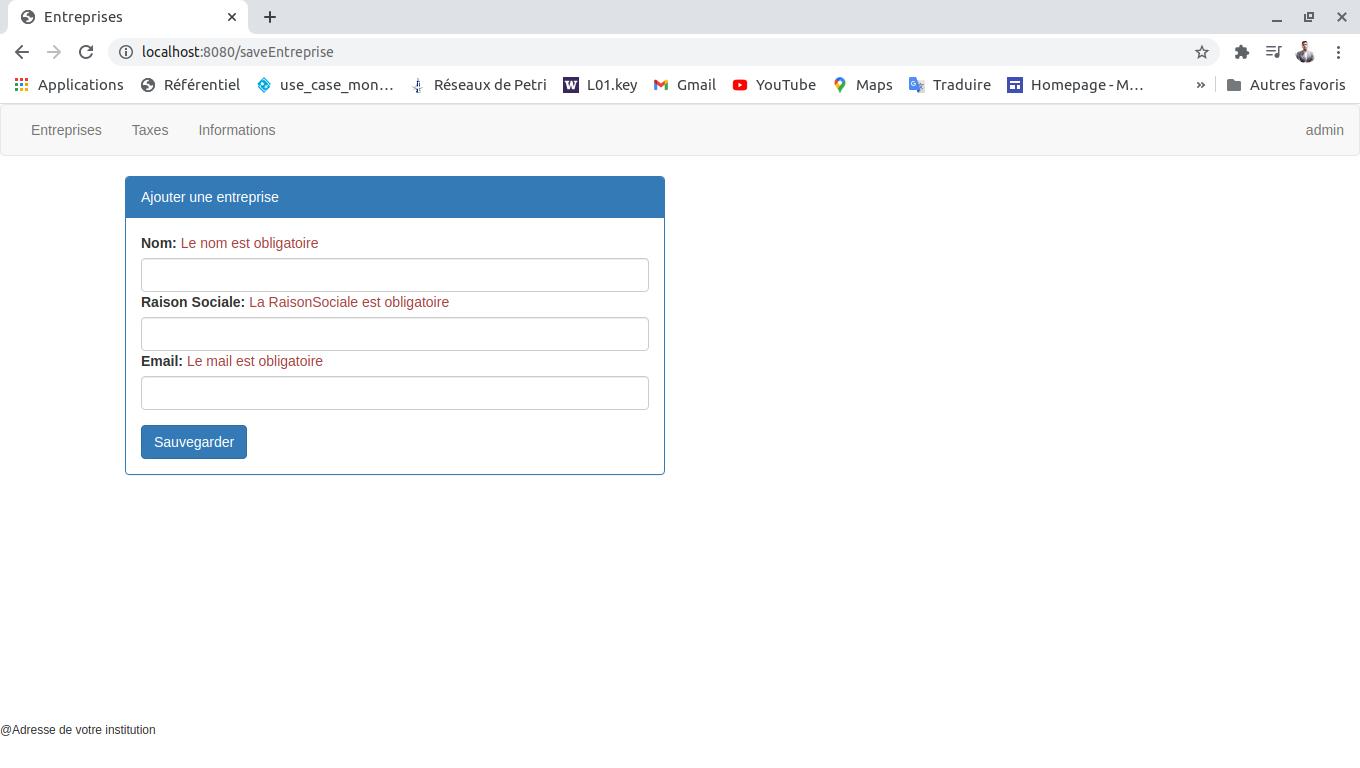 Entreprises
localhost:8080/saveEntreprise
Applications Référentiel use_case_mon… Réseaux de Petri W L01.key Gmail YouTube Maps Traduire Homepage - M… » Autres favoris
Entreprises Taxes Informations admin
Ajouter une entreprise
Nom: Le nom est obligatoire
Raison Sociale: La RaisonSociale est obligatoire
Email: Le mail est obligatoire
Sauvegarder
@Adresse de votre institution